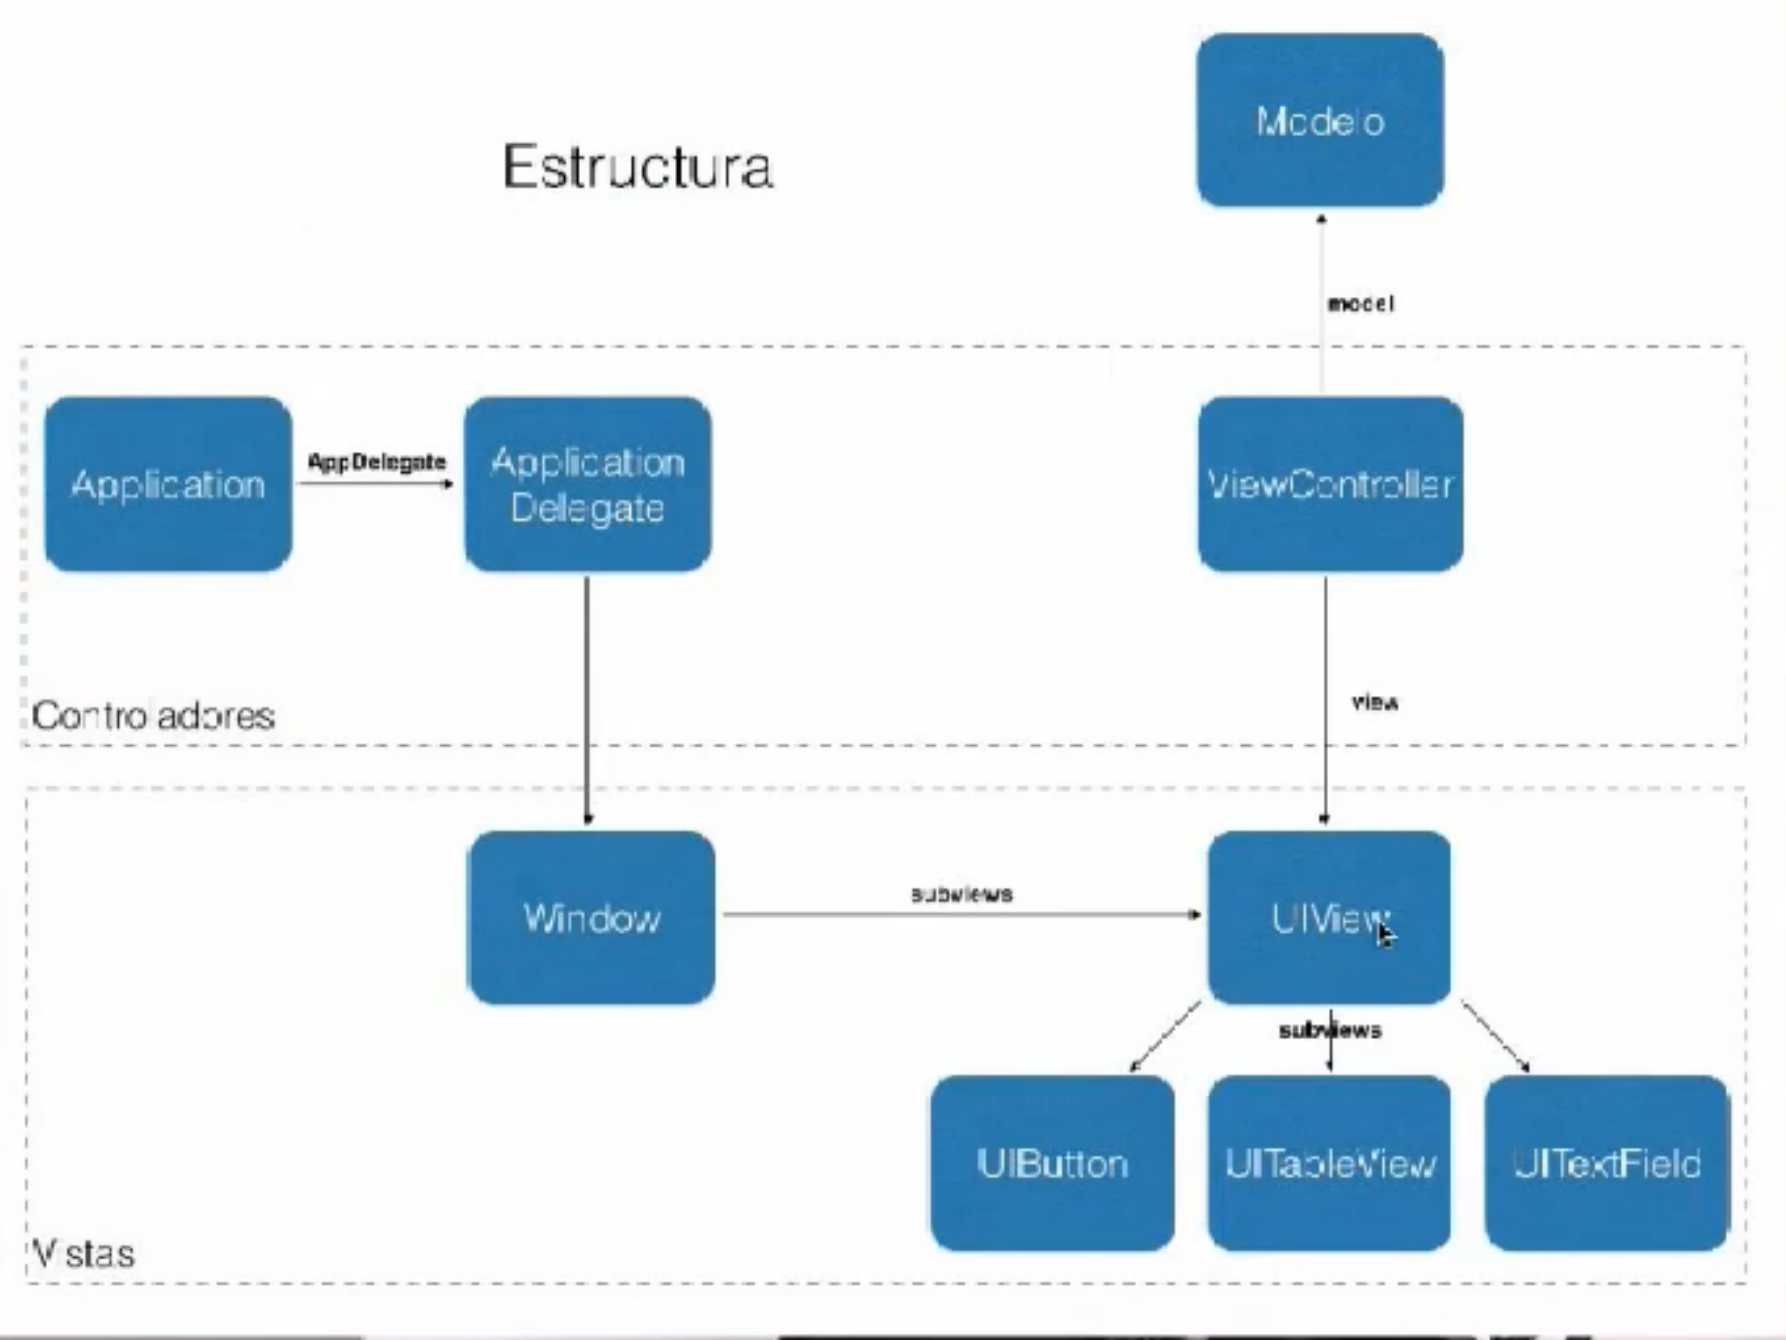 Modelo
Estructura
model
Application
AppDelegate
Application
Delegate
ViewController
Controladores
view
Window
subviews
UIView
subviews
UIButton
UITableView
UITextField
Vistas